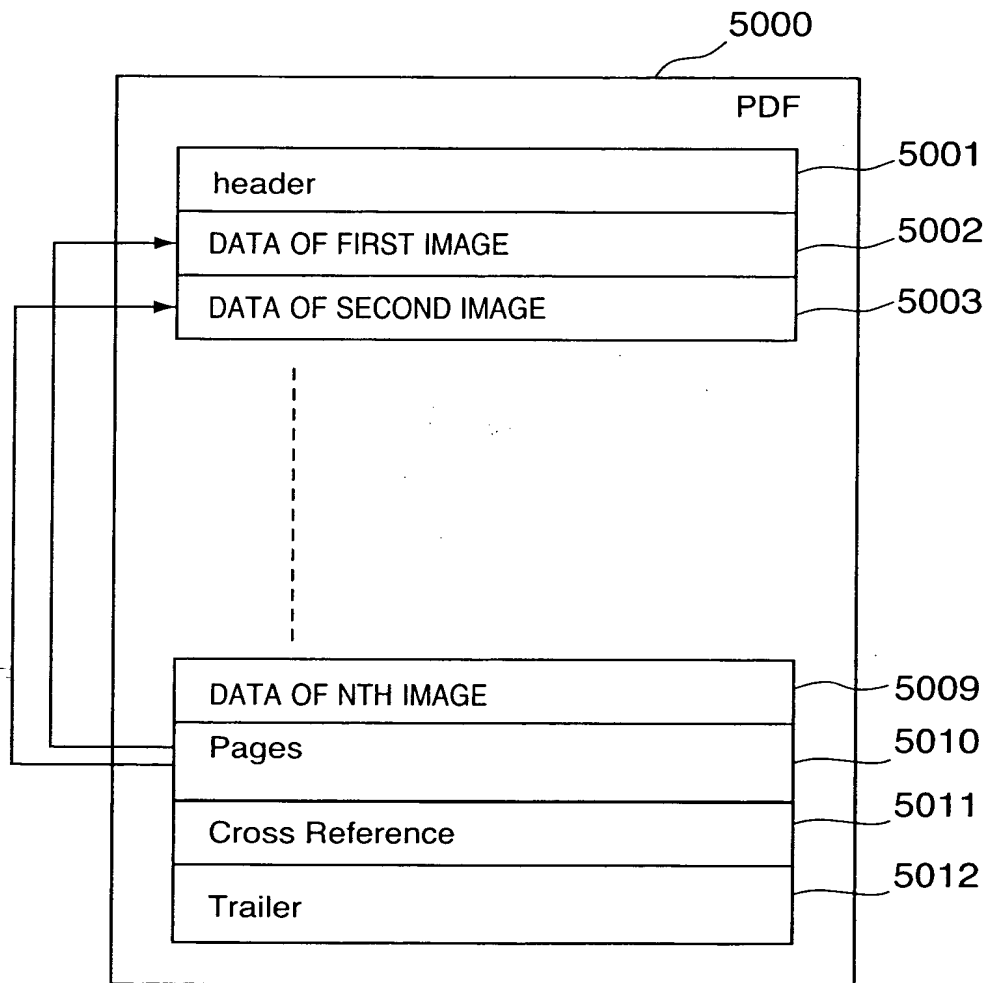 5000
PDF
header
5001
DATA OF FIRST IMAGE
5002
DATA OF SECOND IMAGE
5003
DATA OF NTH IMAGE
5009
Pages
5010
Cross Reference
5011
Trailer
5012